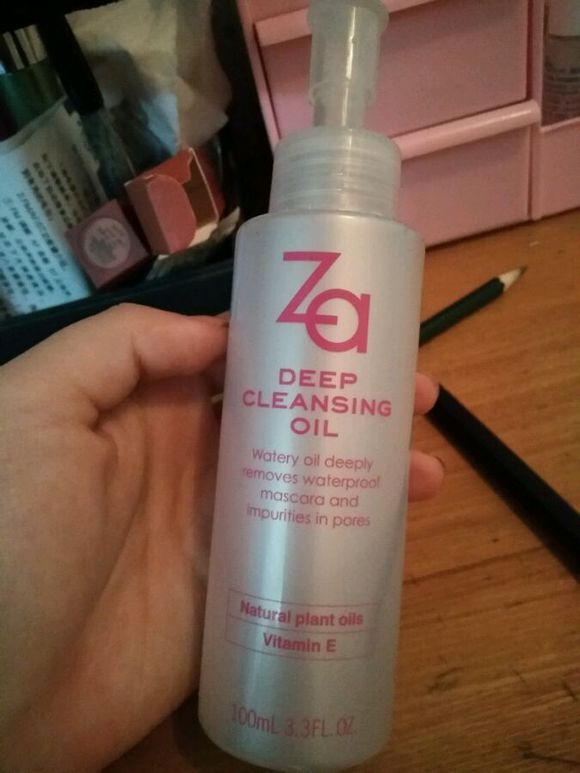 Za
DEEP
CLEANSING
OIL
Watery oil deeply
removes waterproof
mascara and
impurities in pores
Natural plant oils
Vitamin E
100mL 3.3FL.OZ.